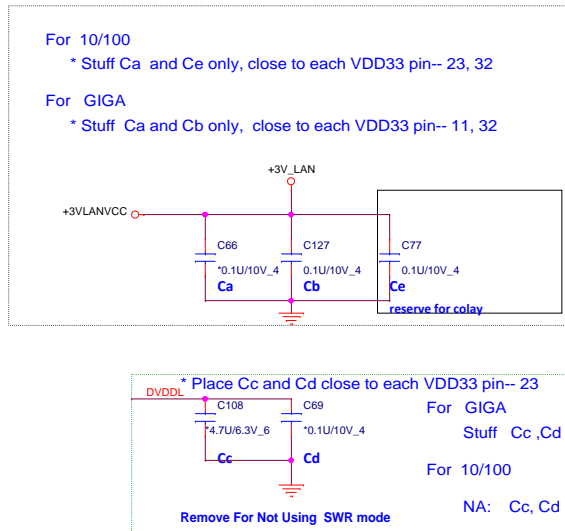 For 10/100
* Stuff Ca and Ce only, close to each VDD33 pin-- 23, 32
For GIGA
* Stuff Ca and Cb only, close to each VDD33 pin-- 11, 32
+3V_LAN
+3VLANVCC
C66
*0.1U/10V_4
Ca
C127
0.1U/10V_4
Cb
C77
0.1U/10V_4
Ce
reserve for colay
* Place Cc and Cd close to each VDD33 pin-- 23
DVDDL
C108
*4.7U/6.3V_6
Cc
C69
*0.1U/10V_4
Cd
For GIGA
Stuff Cc ,Cd
For 10/100
NA: Cc, Cd
Remove For Not Using SWR mode